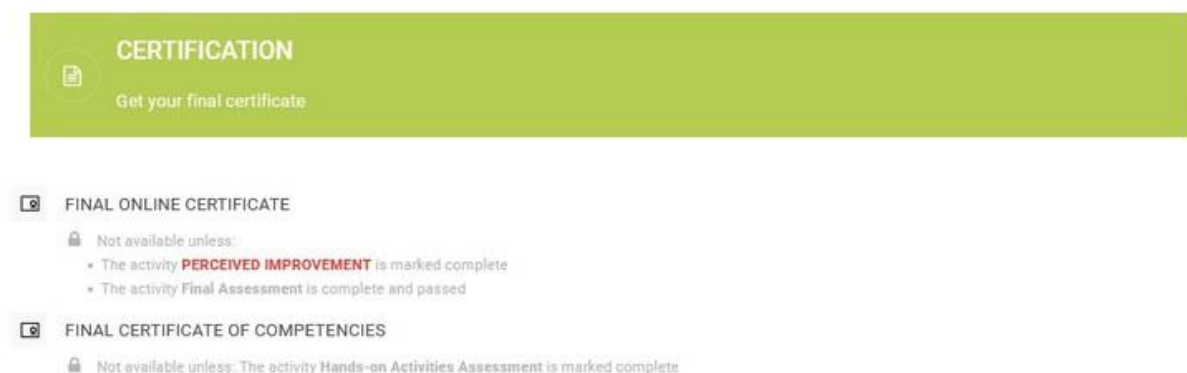 CERTIFICATION
Get your final certificate
FINAL ONLINE CERTIFICATE
Not available unless:
• The activity PERCEIVED IMPROVEMENT is marked complete
• The activity Final Assessment is complete and passed
FINAL CERTIFICATE OF COMPETENCIES
Not available unless: The activity Hands-on Activities Assessment is marked complete